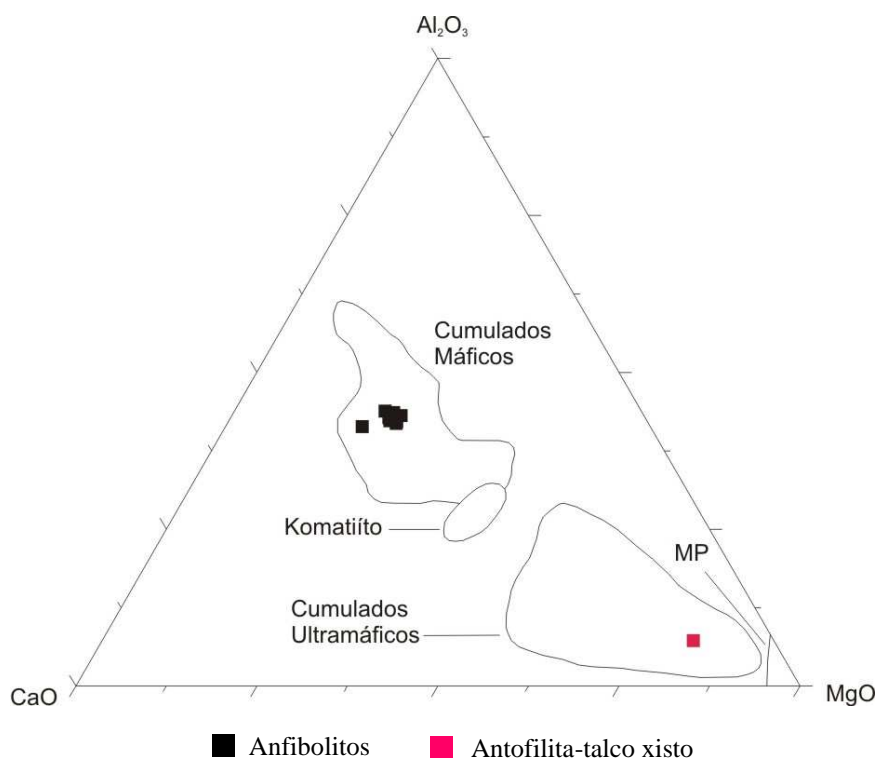 Al₂O₃
Cumulados
Máficos
Komatiíto
MP
Cumulados
Ultramáficos
CaO
MgO
Anfibolitos
Antofilita-talco xisto